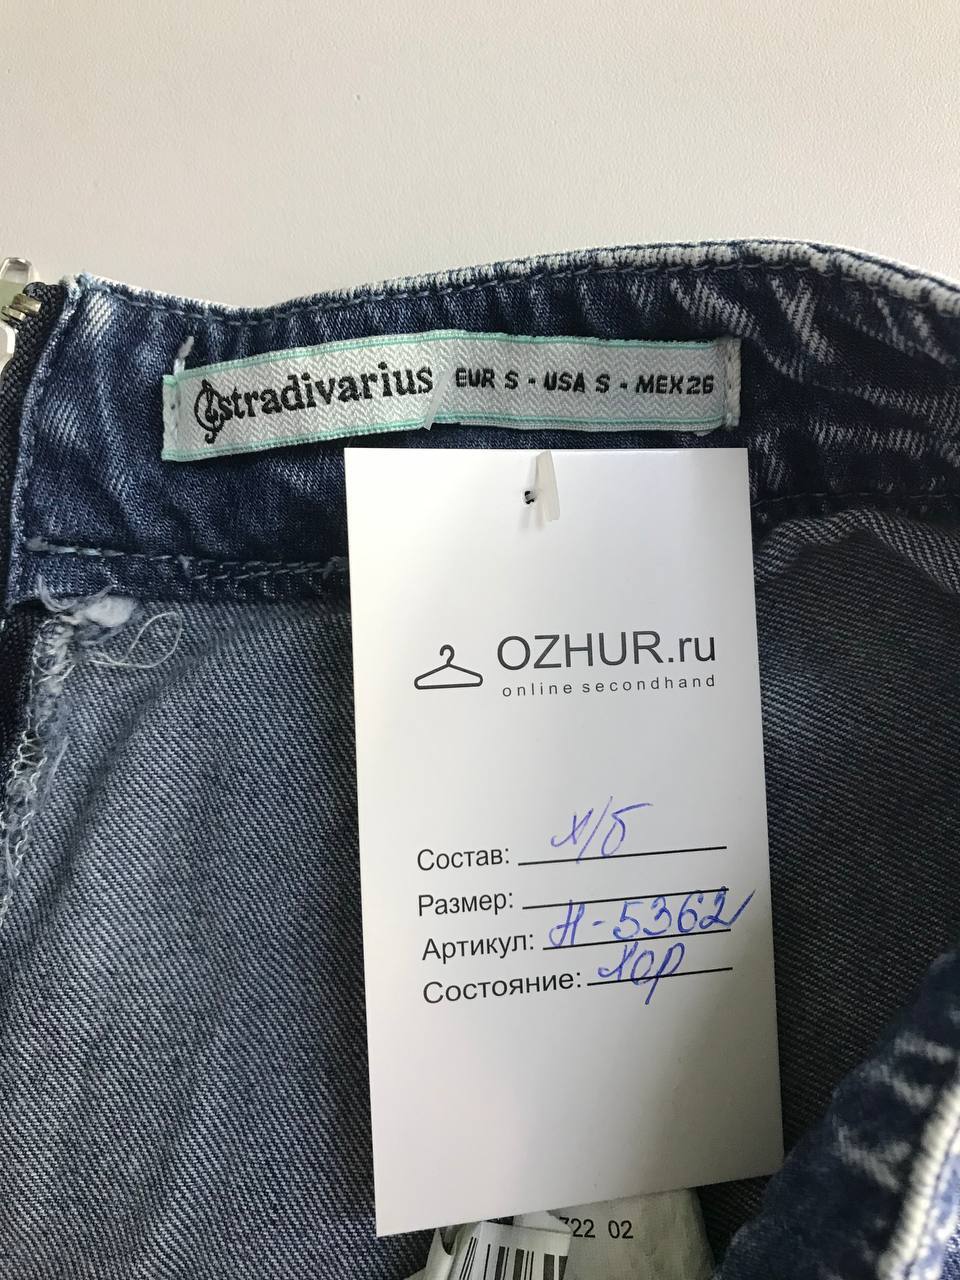 stradivarius EUR S - USA S - MEX 26
OZHUR.ru
online secondhand
Состав: х/б
Размер:
Артикул: Н-5362
Состояние: хор
722 02